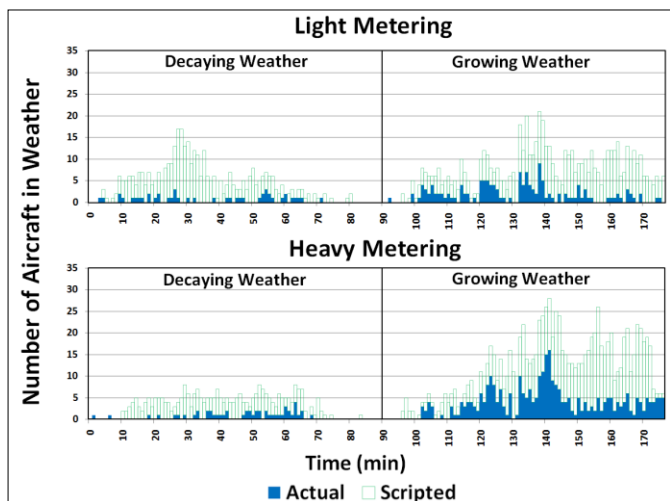 Light Metering
Decaying Weather Growing Weather
35
30
25
20
15
10
5
0
0 10 20 30 40 50 60 70 80 90 100 110 120 130 140 150 160 170
Heavy Metering
Decaying Weather Growing Weather
35
30
25
20
15
10
5
0
0 10 20 30 40 50 60 70 80 90 100 110 120 130 140 150 160 170
Number of Aircraft in Weather
Time (min)
Actual Scripted